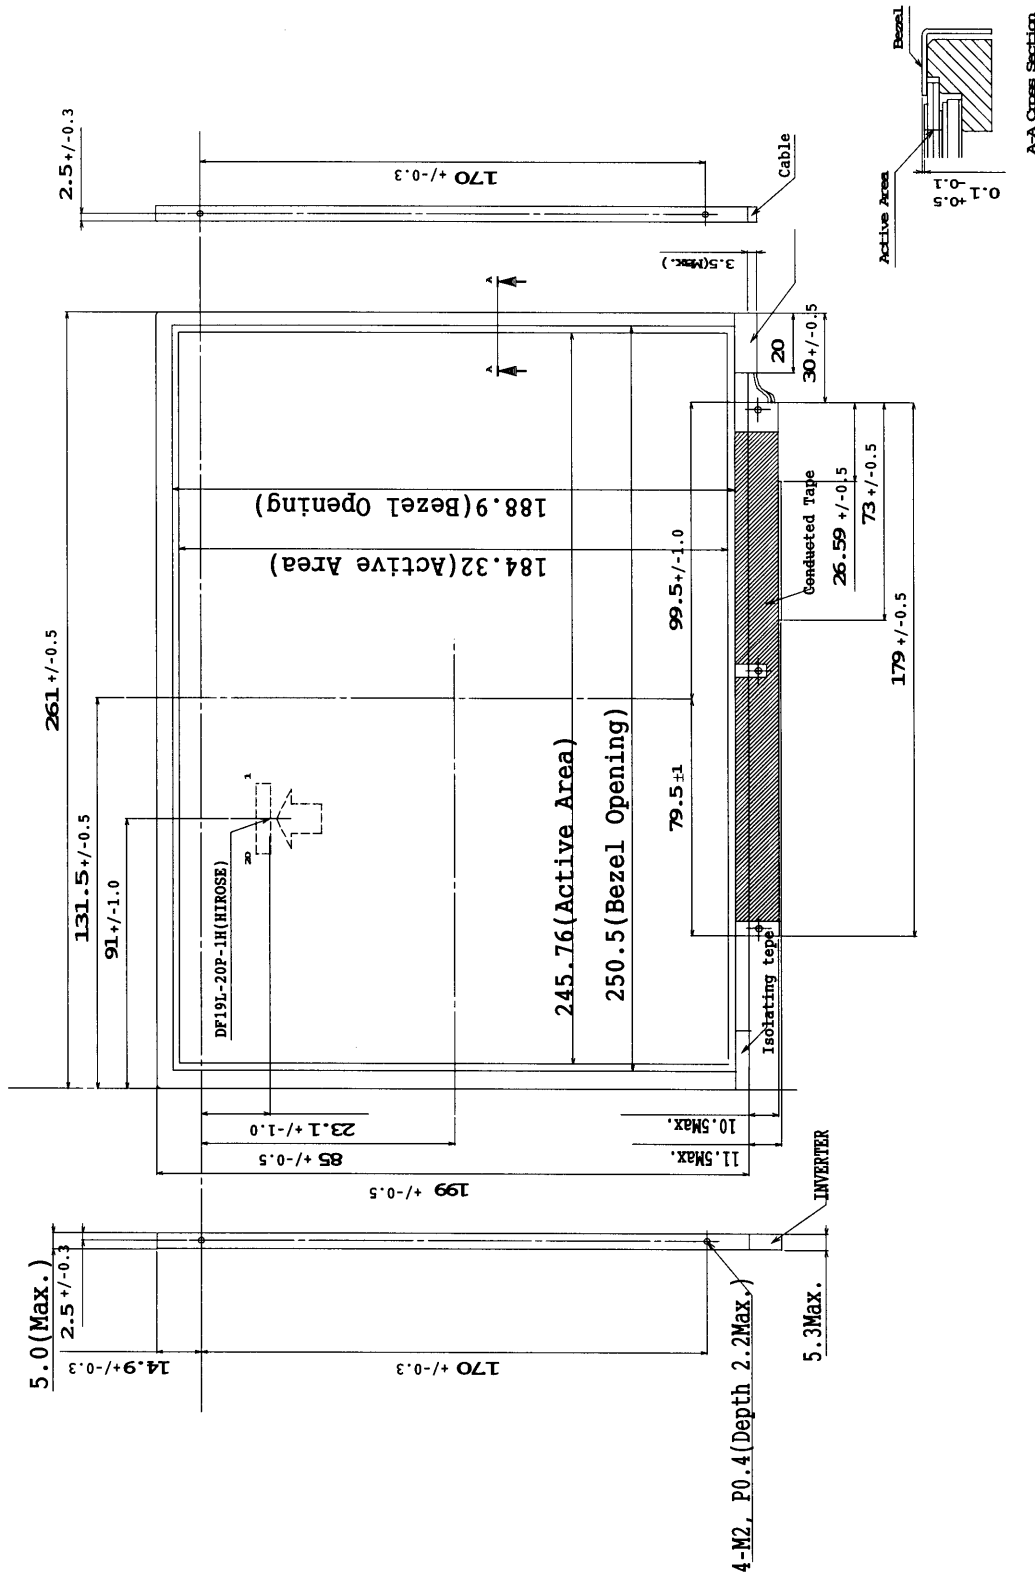 Bezel
Active Area
0.1 +0.5 -0.1
A-A Cross Section
2.5+/-0.3
170 +/-0.3
Cable
3.5(Max.)
A
A
20
30+/-0.5
261 +/-0.5
131.5+/-0.5
91+/-1.0
188.9(Bezel Opening)
184.32(Active Area)
99.5+/-1.0
79.5±1
Conducted Tape
26.59 +/-0.5
73+/-0.5
179 +/-0.5
1
20
DF19L-20P-1H(HIROSE)
245.76(Active Area)
250.5(Bezel Opening)
Isolating tepe
23.1 +/-1.0
85 +/-0.5
199 +/-0.5
10.5Max.
11.5Max.
INVERTER
5.0(Max.)
2.5 +/-0.3
14.9+/-0.3
170 +/-0.3
5.3Max.
4-M2, P0.4(Depth 2.2Max.)